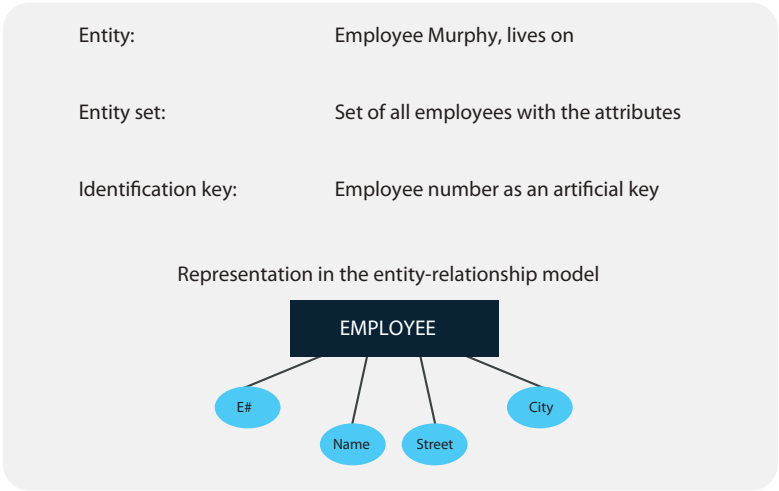 Entity: Employee Murphy, lives on
Entity set: Set of all employees with the attributes
Identification key: Employee number as an artificial key
Representation in the entity-relationship model
EMPLOYEE
E#
City
Name
Street